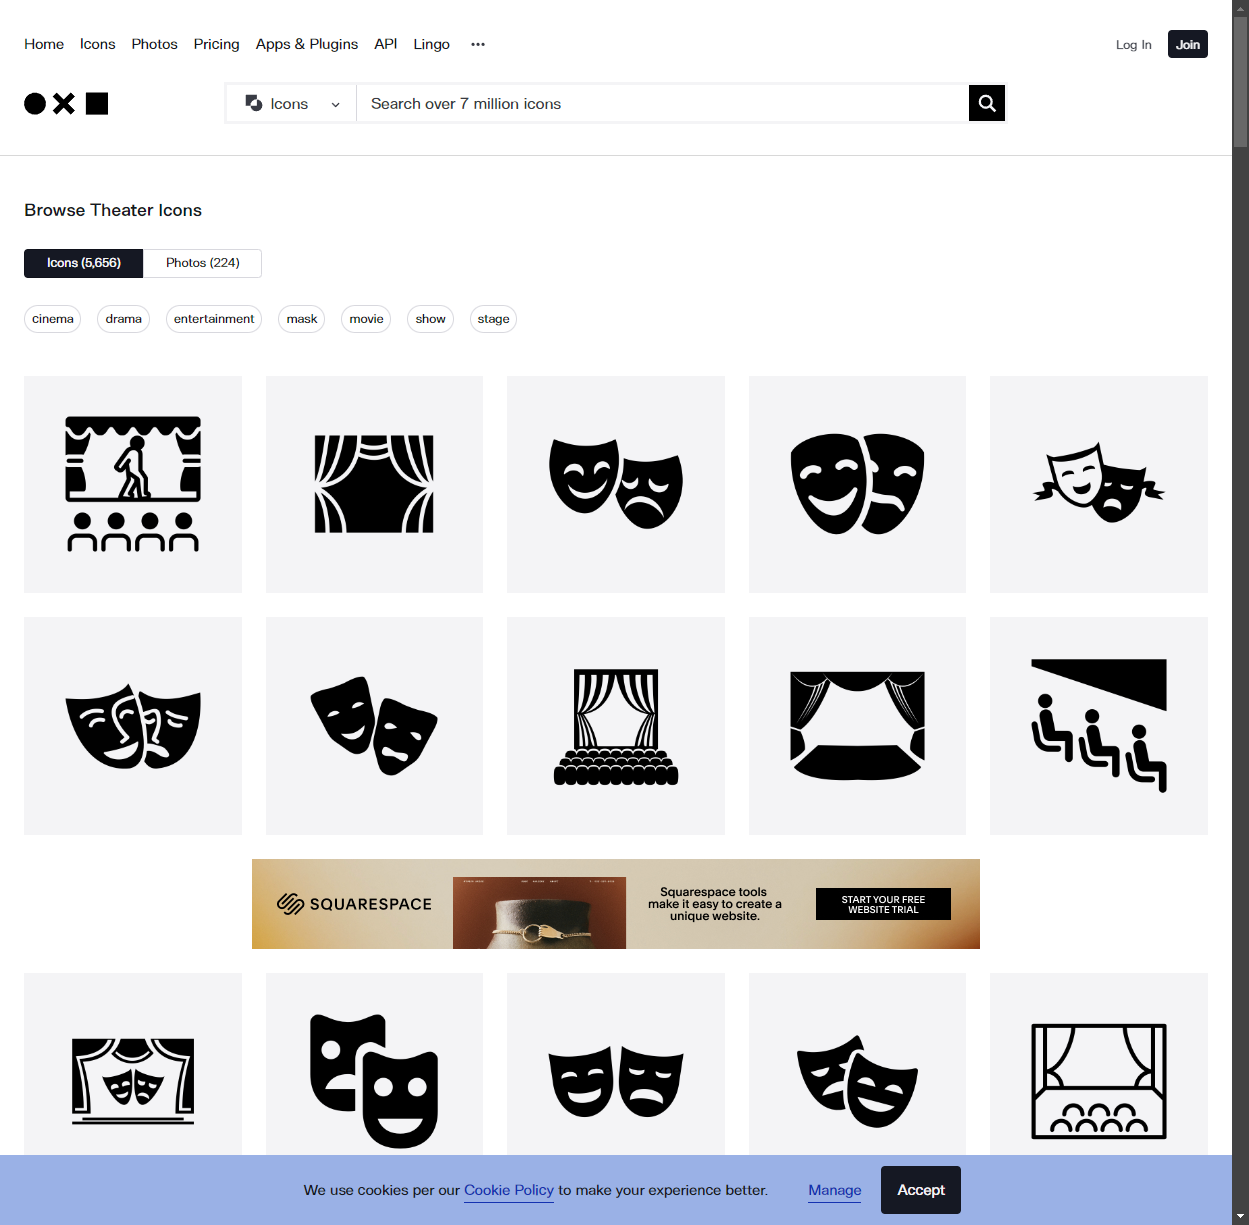 Home Icons Photos Pricing Apps & Plugins API Lingo ···
Log In Join
Icons Search over 7 million icons
Browse Theater Icons
Icons (5,656) Photos (224)
cinema drama entertainment mask movie show stage
SQUARESPACE
Squarespace tools
make it easy to create a
unique website.
START YOUR FREE
WEBSITE TRIAL
We use cookies per our Cookie Policy to make your experience better. Manage Accept